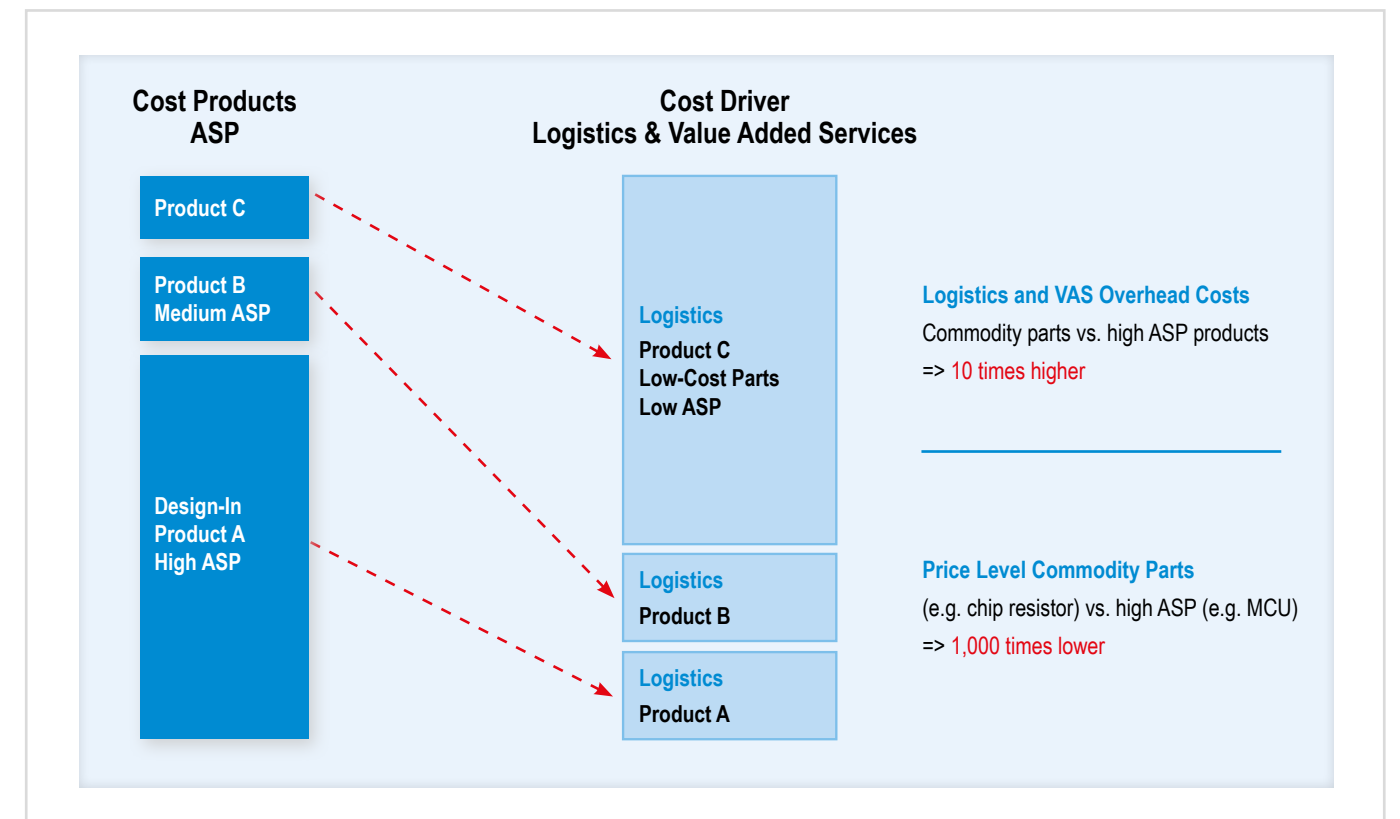 Cost Products
ASP
Cost Driver
Logistics & Value Added Services
Product C
Product B
Medium ASP
Design-In
Product A
High ASP
Logistics
Product C
Low-Cost Parts
Low ASP
Logistics
Product B
Logistics
Product A
Logistics and VAS Overhead Costs
Commodity parts vs. high ASP products
=> 10 times higher
Price Level Commodity Parts
(e.g. chip resistor) vs. high ASP (e.g. MCU)
=> 1,000 times lower